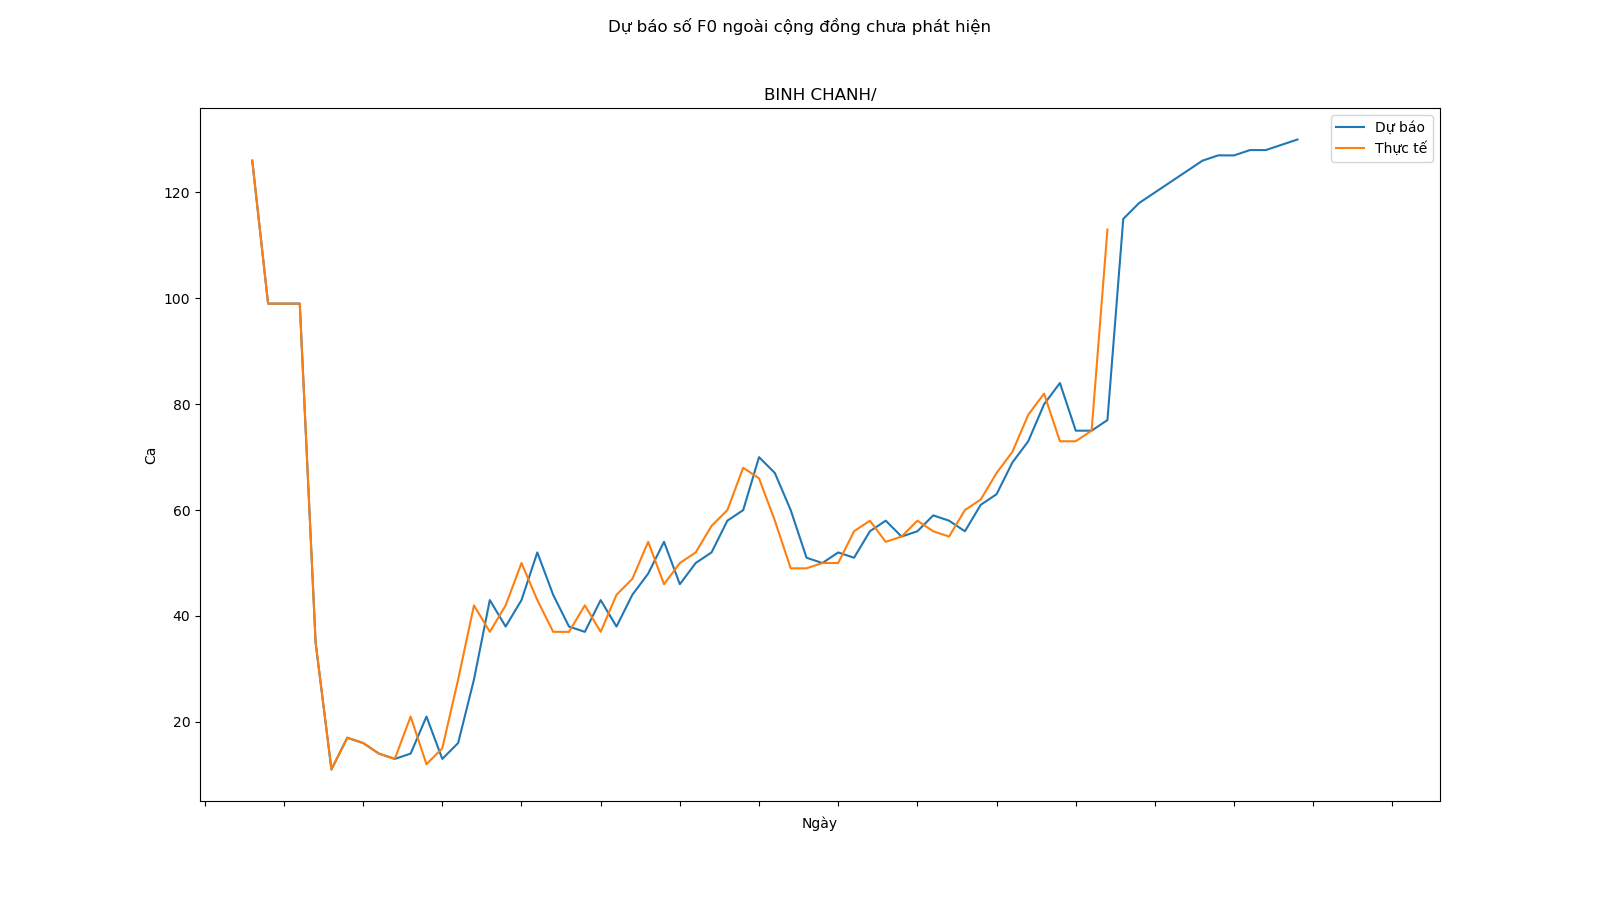 Dự báo số F0 ngoài cộng đồng chưa phát hiện
BINH CHANH/
Dự báo
Thực tế
120
100
80
60
40
20
Ca
Ngày